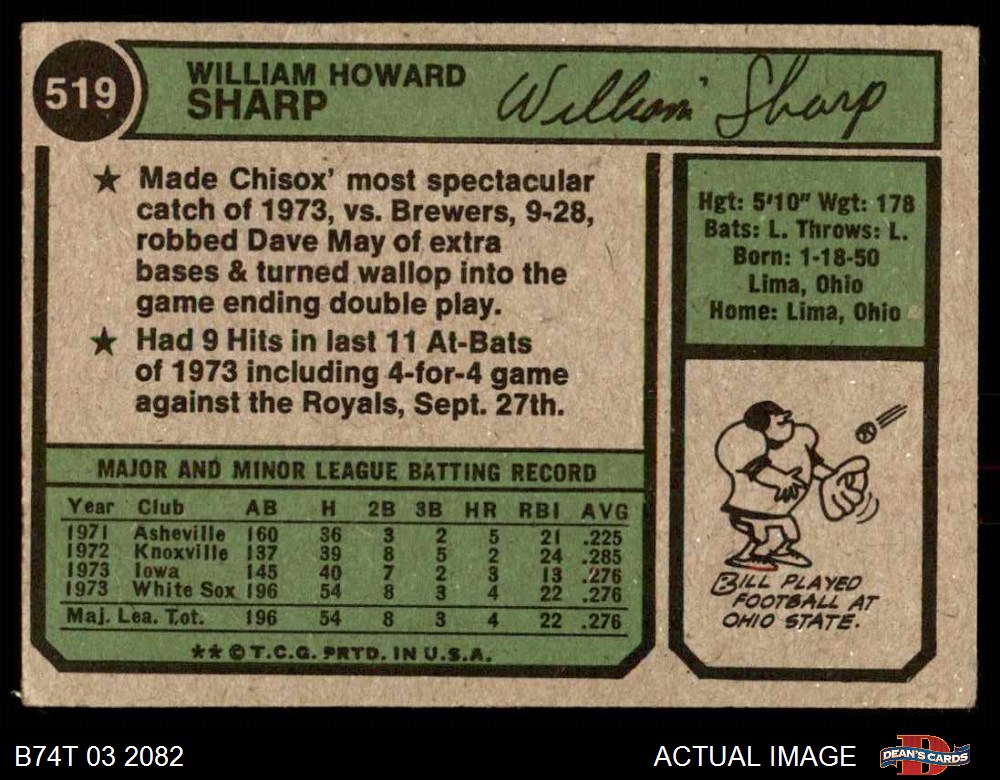 519
WILLIAM HOWARD
SHARP
William Sharp
★ Made Chisox' most spectacular
catch of 1973, vs. Brewers, 9-28,
robbed Dave May of extra
bases & turned wallop into the
game ending double play.
★ Had 9 Hits in last 11 At-Bats
of 1973 including 4-for-4 game
against the Royals, Sept. 27th.
Hgt: 5'10" Wgt: 178
Bats: L. Throws: L.
Born: 1-18-50
Lima, Ohio
Home: Lima, Ohio
BILL PLAYED
FOOTBALL AT
OHIO STATE.
MAJOR AND MINOR LEAGUE BATTING RECORD
Year Club AB H 2B 3B HR RBI AVG
1971 Asheville 160 36 3 2 5 21 .225
1972 Knoxville 137 39 8 5 2 24 .285
1973 Iowa 145 40 7 2 3 13 .276
1973 White Sox 196 54 8 3 4 22 .276
Maj. Lea. Tot. 196 54 8 3 4 22 .276
** © T.C.G. PRTD. IN U.S.A.
B74T 03 2082
ACTUAL IMAGE
DEAN'S CARDS